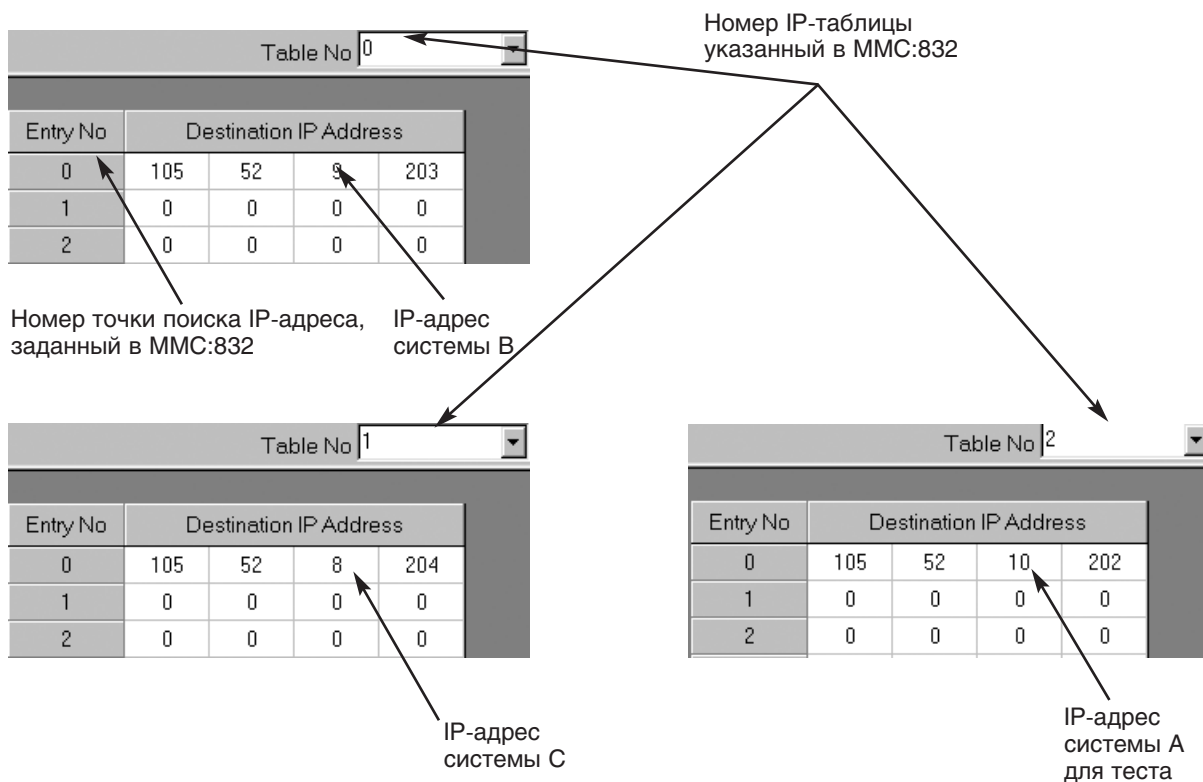 Номер IP-таблицы
указанный в ММС:832
Table No 0
Entry No Destination IP Address
0 105 52 9 203
1 0 0 0 0
2 0 0 0 0
Номер точки поиска IP-адреса,
заданный в ММС:832
IP-адрес
системы В
Table No 1
Entry No Destination IP Address
0 105 52 8 204
1 0 0 0 0
2 0 0 0 0
IP-адрес
системы С
Table No 2
Entry No Destination IP Address
0 105 52 10 202
1 0 0 0 0
2 0 0 0 0
IP-адрес
системы А
для теста